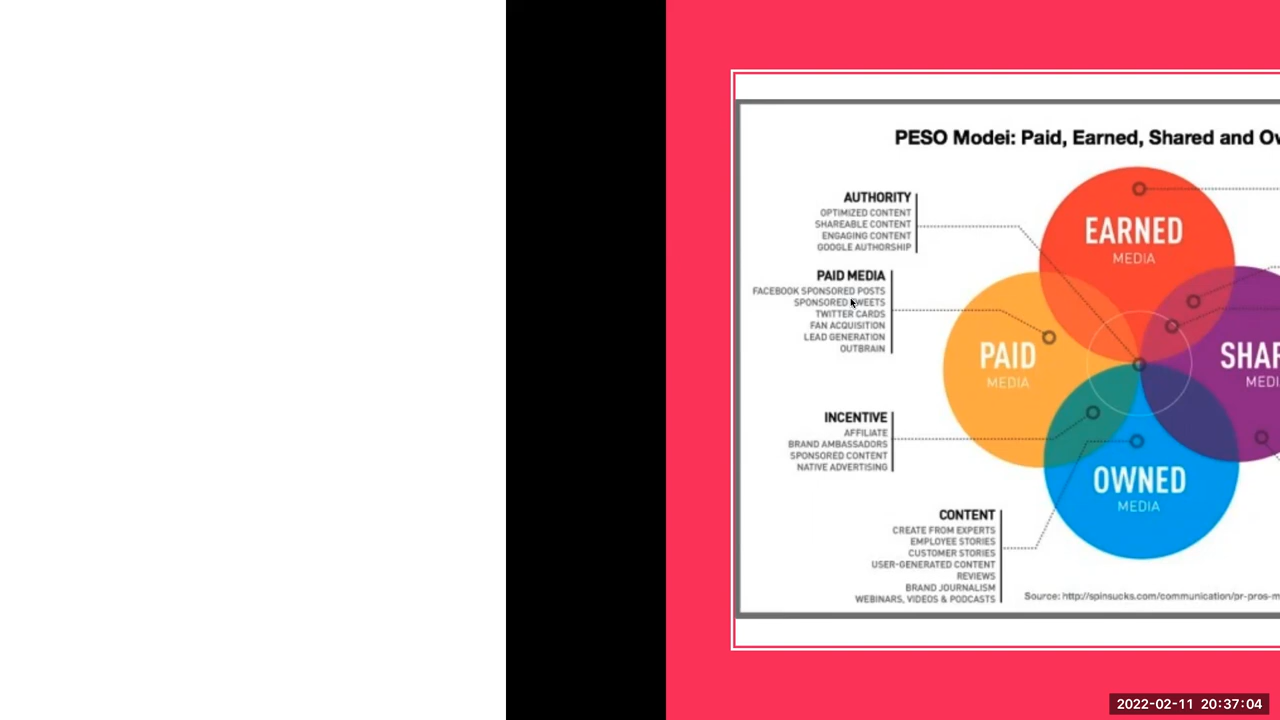 PESO Modei: Paid, Earned, Shared and Ow
AUTHORITY
OPTIMIZED CONTENT
SHAREABLE CONTENT
ENGAGING CONTENT
GOOGLE AUTHORSHIP
EARNED
MEDIA
PAID MEDIA
FACEBOOK SPONSORED POSTS
SPONSORED TWEETS
TWITTER CARDS
FAN ACQUISITION
LEAD GENERATION
OUTBRAIN
PAID
MEDIA
SHAR
MEDI
INCENTIVE
AFFILIATE
BRAND AMBASSADORS
SPONSORED CONTENT
NATIVE ADVERTISING
OWNED
MEDIA
CONTENT
CREATE FROM EXPERTS
EMPLOYEE STORIES
CUSTOMER STORIES
USER-GENERATED CONTENT
REVIEWS
BRAND JOURNALISM
WEBINARS, VIDEOS & PODCASTS
Source: http://spinsucks.com/communication/pr-pros-m
2022-02-11 20:37:04